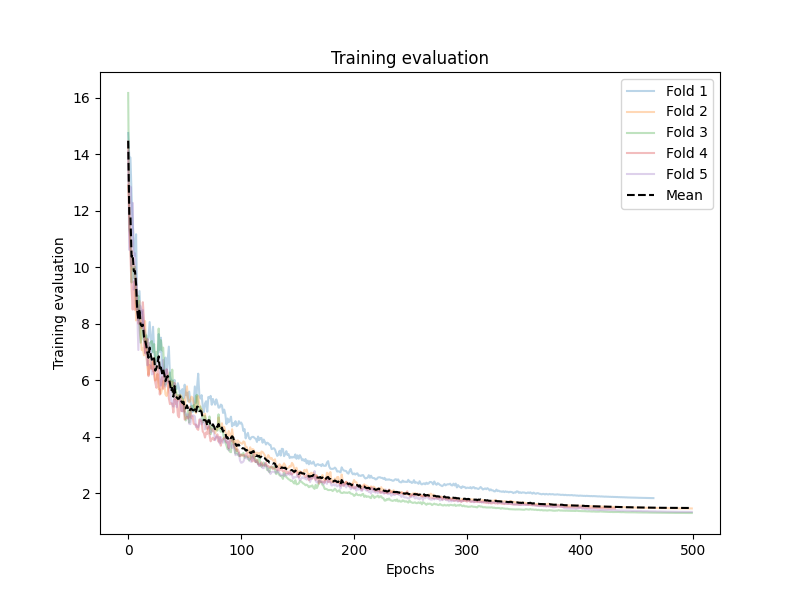 Training evaluation
Fold 1
Fold 2
Fold 3
Fold 4
Fold 5
Mean
Training evaluation
16
14
12
10
8
6
4
2
0
100
200
300
400
500
Epochs